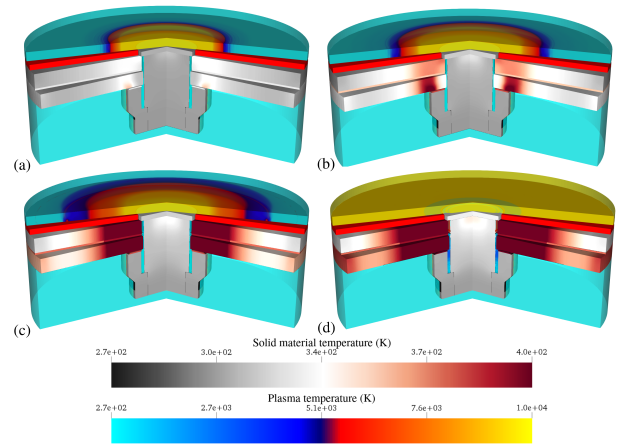 (a)
(b)
(c)
(d)
Solid material temperature (K)
2.7e+02 3.0e+02 3.4e+02 3.7e+02 4.0e+02
Plasma temperature (K)
2.7e+02 2.7e+03 5.1e+03 7.6e+03 1.0e+04